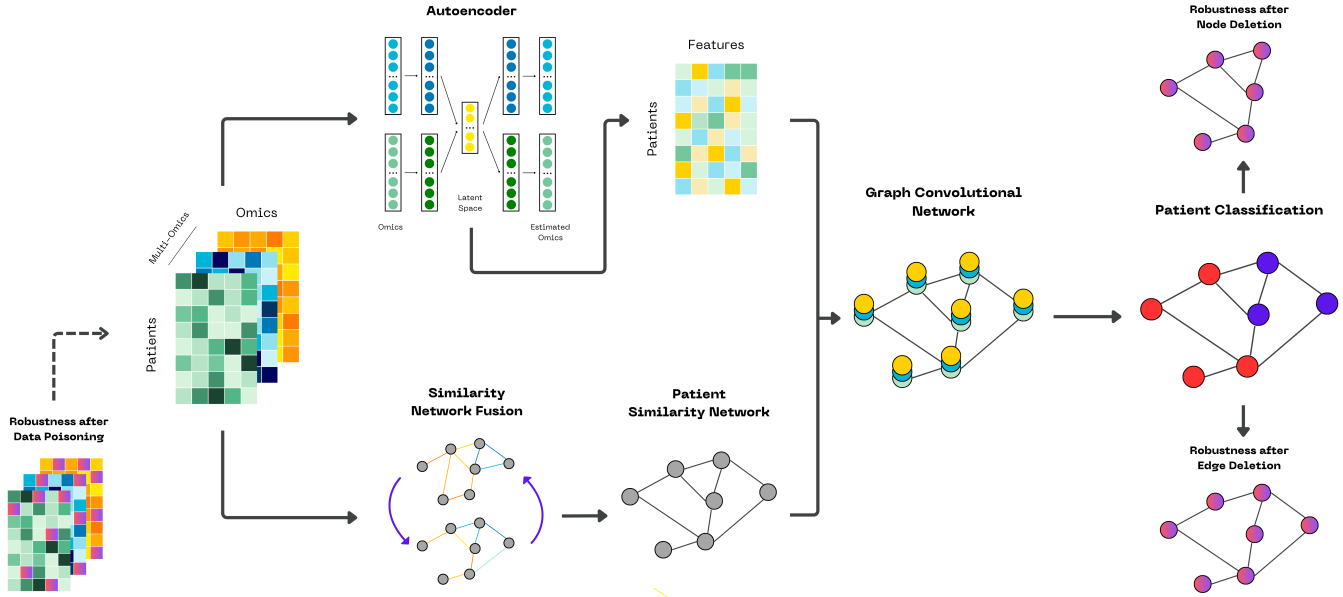 Autoencoder
Omics
Latent
Space
Estimated
Omics
Features
Patients
Multi-Omics
Omics
Patients
Robustness after
Data Poisoning
Similarity
Network Fusion
Patient
Similarity Network
Graph Convolutional
Network
Robustness after
Node Deletion
Patient Classification
Robustness after
Edge Deletion